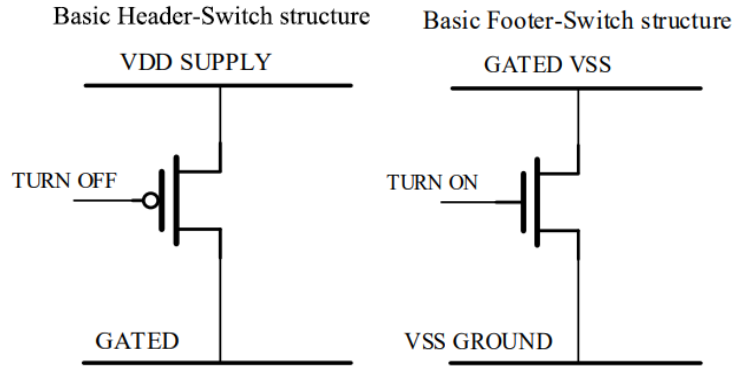 Basic Header-Switch structure
VDD SUPPLY
TURN OFF
GATED
Basic Footer-Switch structure
GATED VSS
TURN ON
VSS GROUND